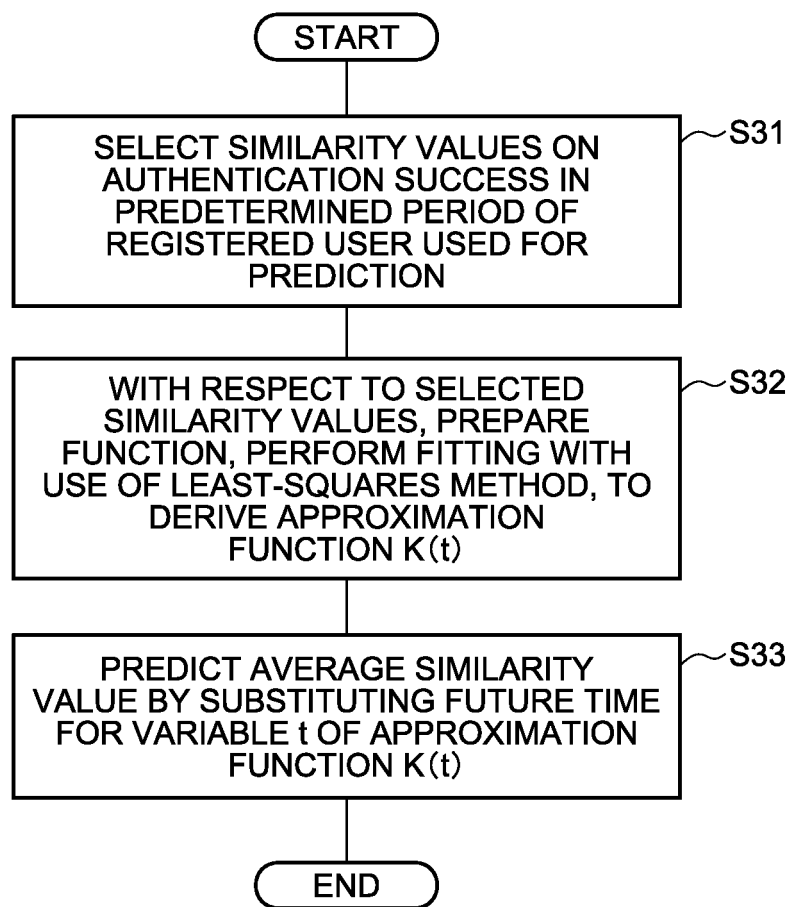 START
SELECT SIMILARITY VALUES ON
AUTHENTICATION SUCCESS IN
PREDETERMINED PERIOD OF
REGISTERED USER USED FOR
PREDICTION
S31
WITH RESPECT TO SELECTED
SIMILARITY VALUES, PREPARE
FUNCTION, PERFORM FITTING WITH
USE OF LEAST-SQUARES METHOD, TO
DERIVE APPROXIMATION
FUNCTION K(t)
S32
PREDICT AVERAGE SIMILARITY
VALUE BY SUBSTITUTING FUTURE TIME
FOR VARIABLE t OF APPROXIMATION
FUNCTION K(t)
S33
END